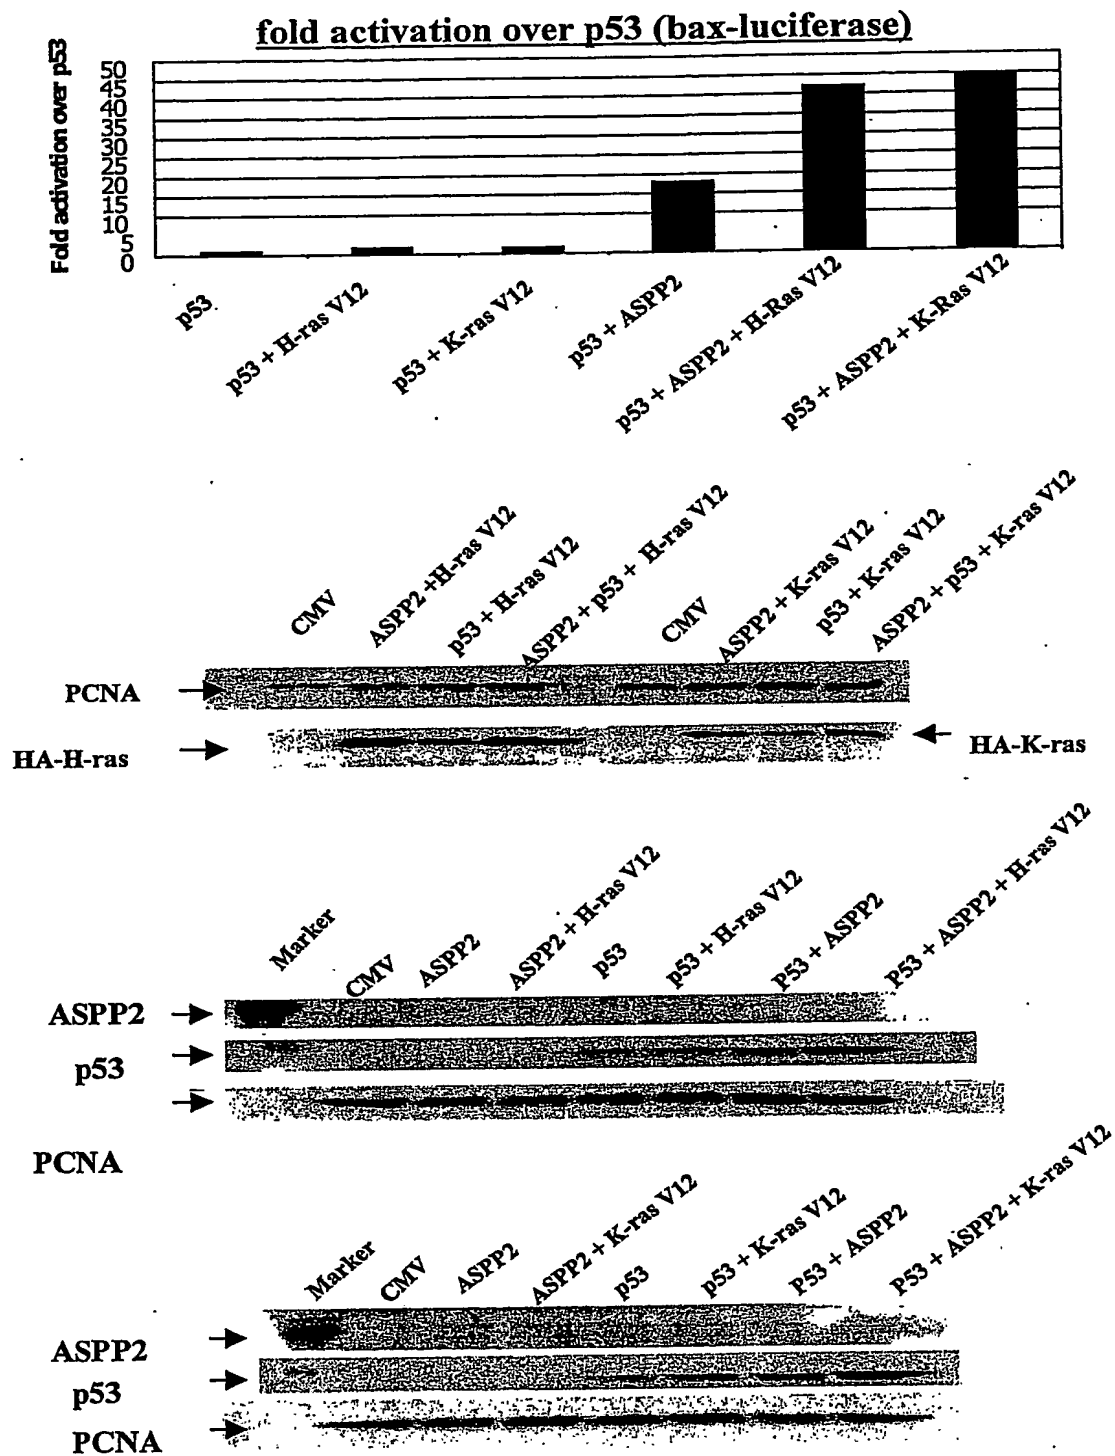 fold activation over p53 (bax-luciferase)
Fold activation over p53
50
45
40
35
30
25
20
15
10
5
0
p53
p53 + H-ras V12
p53 + K-ras V12
p53 + ASPP2
p53 + ASPP2 + H-Ras V12
p53 + ASPP2 + K-Ras V12
CMV
ASPP2 +H-ras V12
p53 + H-ras V12
ASPP2 + p53 + H-ras V12
CMV
ASPP2 + K-ras V12
p53 + K-ras V12
ASPP2 + p53 + K-ras V12
PCNA
HA-H-ras
HA-K-ras
Marker
CMV
ASPP2
ASPP2 + H-ras V12
p53
p53 + H-ras V12
P53 + ASPP2
P53 + ASPP2 + H-ras V12
ASPP2
p53
PCNA
Marker
CMV
ASPP2
ASPP2 + K-ras V12
p53
p53 + K-ras V12
P53 + ASPP2
P53 + ASPP2 + K-ras V12
ASPP2
p53
PCNA